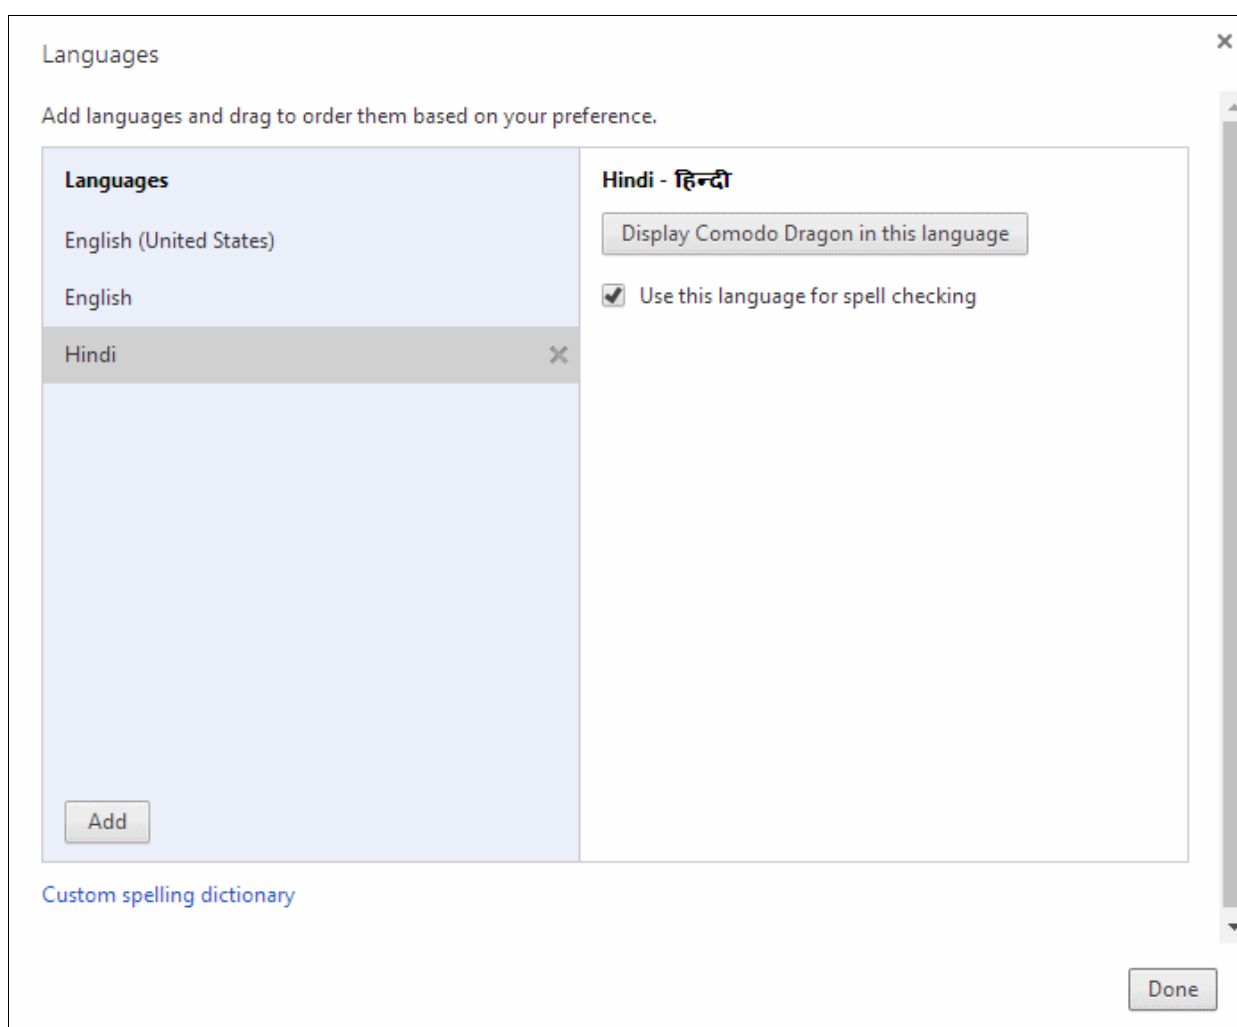 Languages
Add languages and drag to order them based on your preference.
Languages
English (United States)
English
Hindi
Add
Hindi - हिन्दी
Display Comodo Dragon in this language
Use this language for spell checking
Custom spelling dictionary
Done